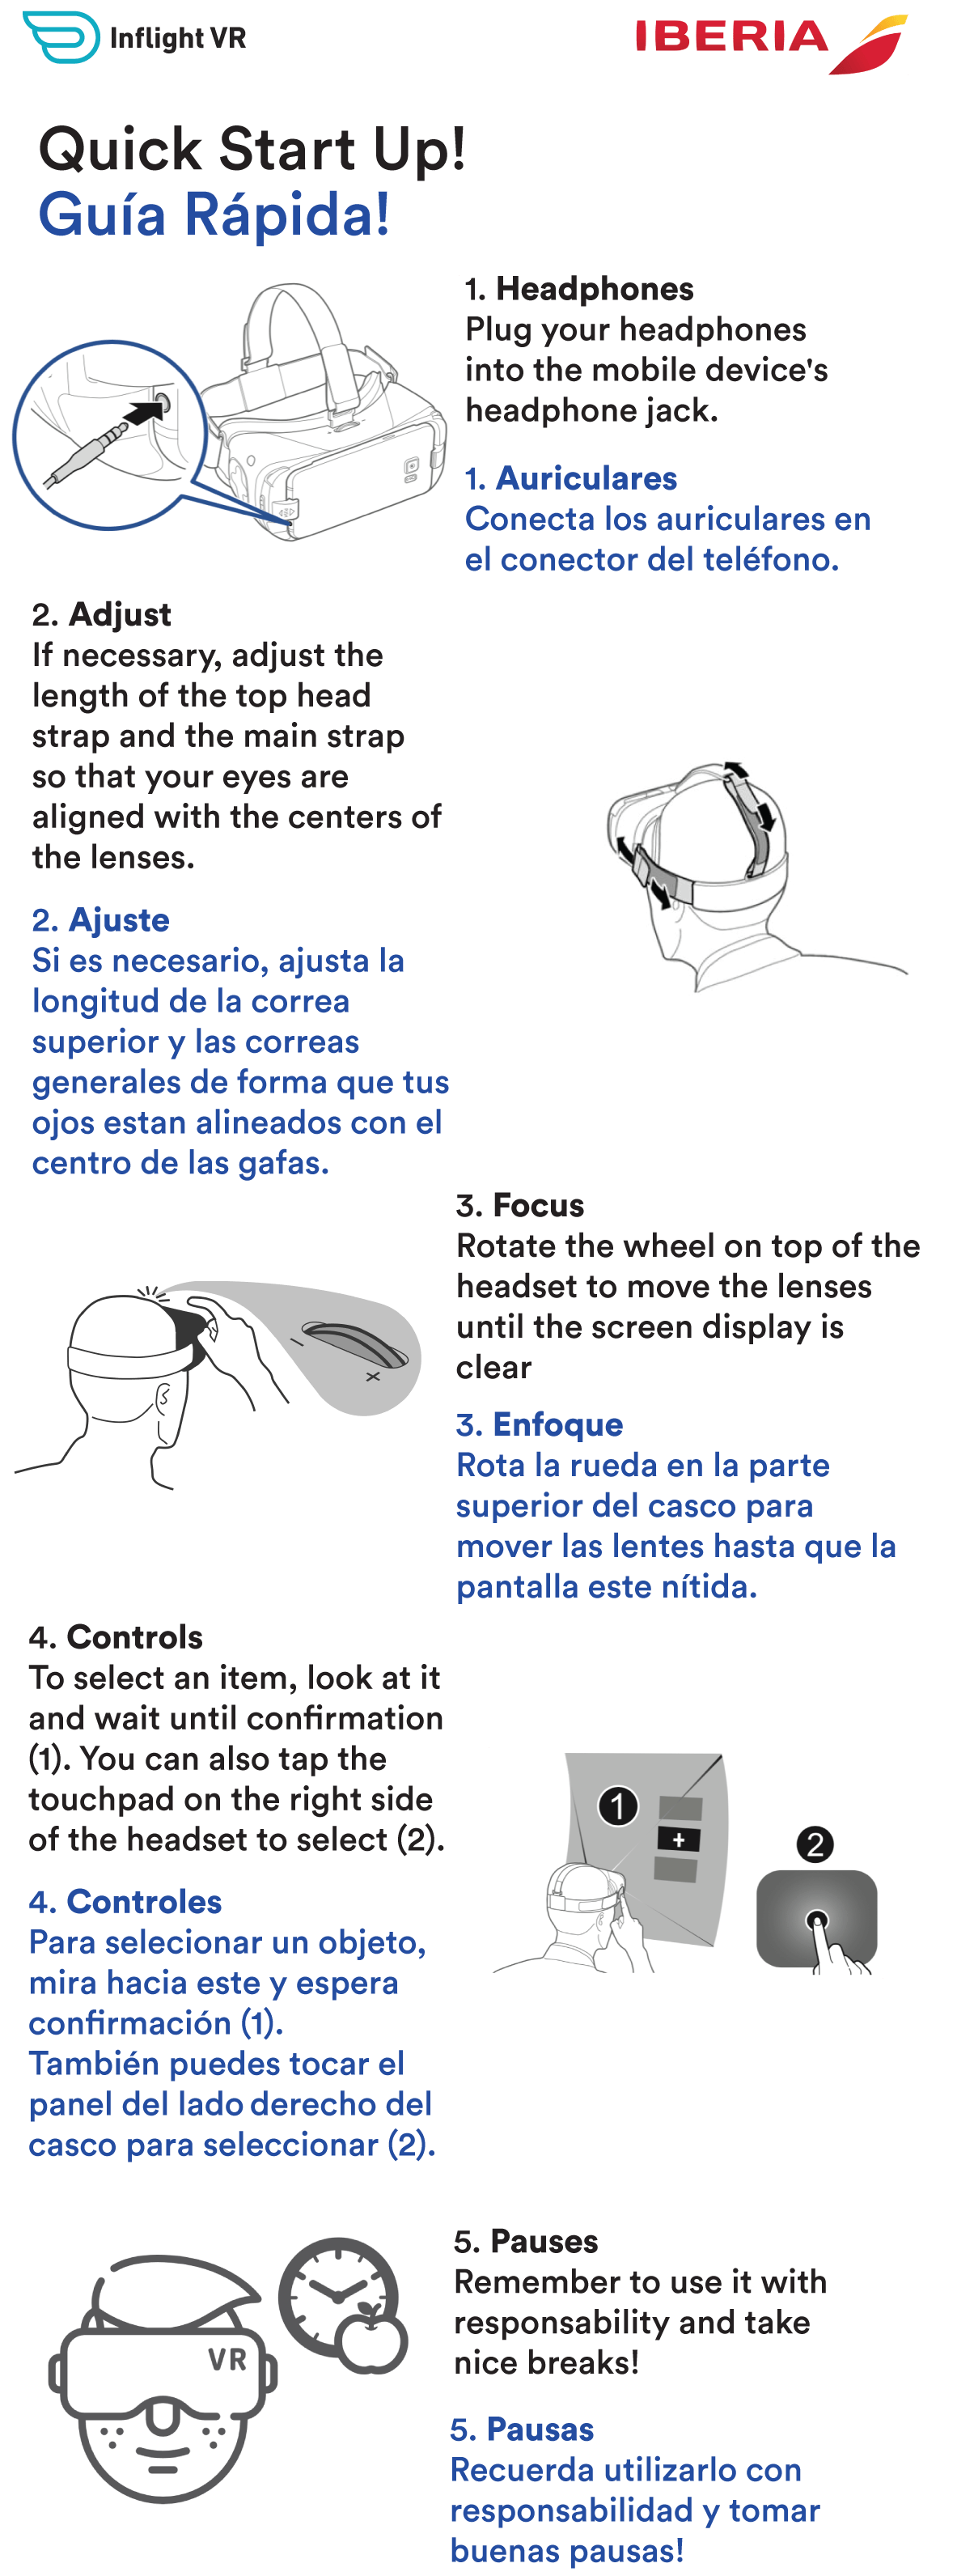 Inflight VR
IBERIA
Quick Start Up!
Guía Rápida!
1. Headphones
Plug your headphones
into the mobile device's
headphone jack.
1. Auriculares
Conecta los auriculares en
el conector del teléfono.
2. Adjust
If necessary, adjust the
length of the top head
strap and the main strap
so that your eyes are
aligned with the centers of
the lenses.
2. Ajuste
Si es necesario, ajusta la
longitud de la correa
superior y las correas
generales de forma que tus
ojos estan alineados con el
centro de las gafas.
3. Focus
Rotate the wheel on top of the
headset to move the lenses
until the screen display is
clear
3. Enfoque
Rota la rueda en la parte
superior del casco para
mover las lentes hasta que la
pantalla este nítida.
4. Controls
To select an item, look at it
and wait until confirmation
(1). You can also tap the
touchpad on the right side
of the headset to select (2).
4. Controles
Para selecionar un objeto,
mira hacia este y espera
confirmación (1).
También puedes tocar el
panel del lado derecho del
casco para seleccionar (2).
1
+
2
5. Pauses
Remember to use it with
responsability and take
nice breaks!
VR
5. Pausas
Recuerda utilizarlo con
responsabilidad y tomar
buenas pausas!